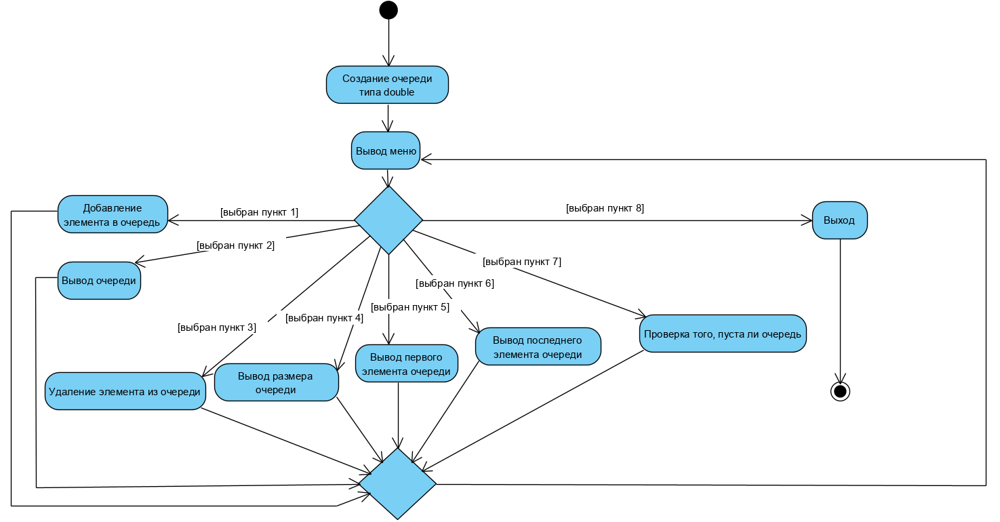 Создание очереди
типа double
Вывод меню
Добавление
элемента в очередь
[выбран пункт 1]
[выбран пункт 8]
Выход
[выбран пункт 2]
Вывод очереди
[выбран пункт 7]
[выбран пункт 6]
[выбран пункт 5]
[выбран пункт 4]
[выбран пункт 3]
Проверка того, пуста ли очередь
Вывод последнего
элемента очереди
Вывод первого
элемента очереди
Вывод размера
очереди
Удаление элемента из очереди